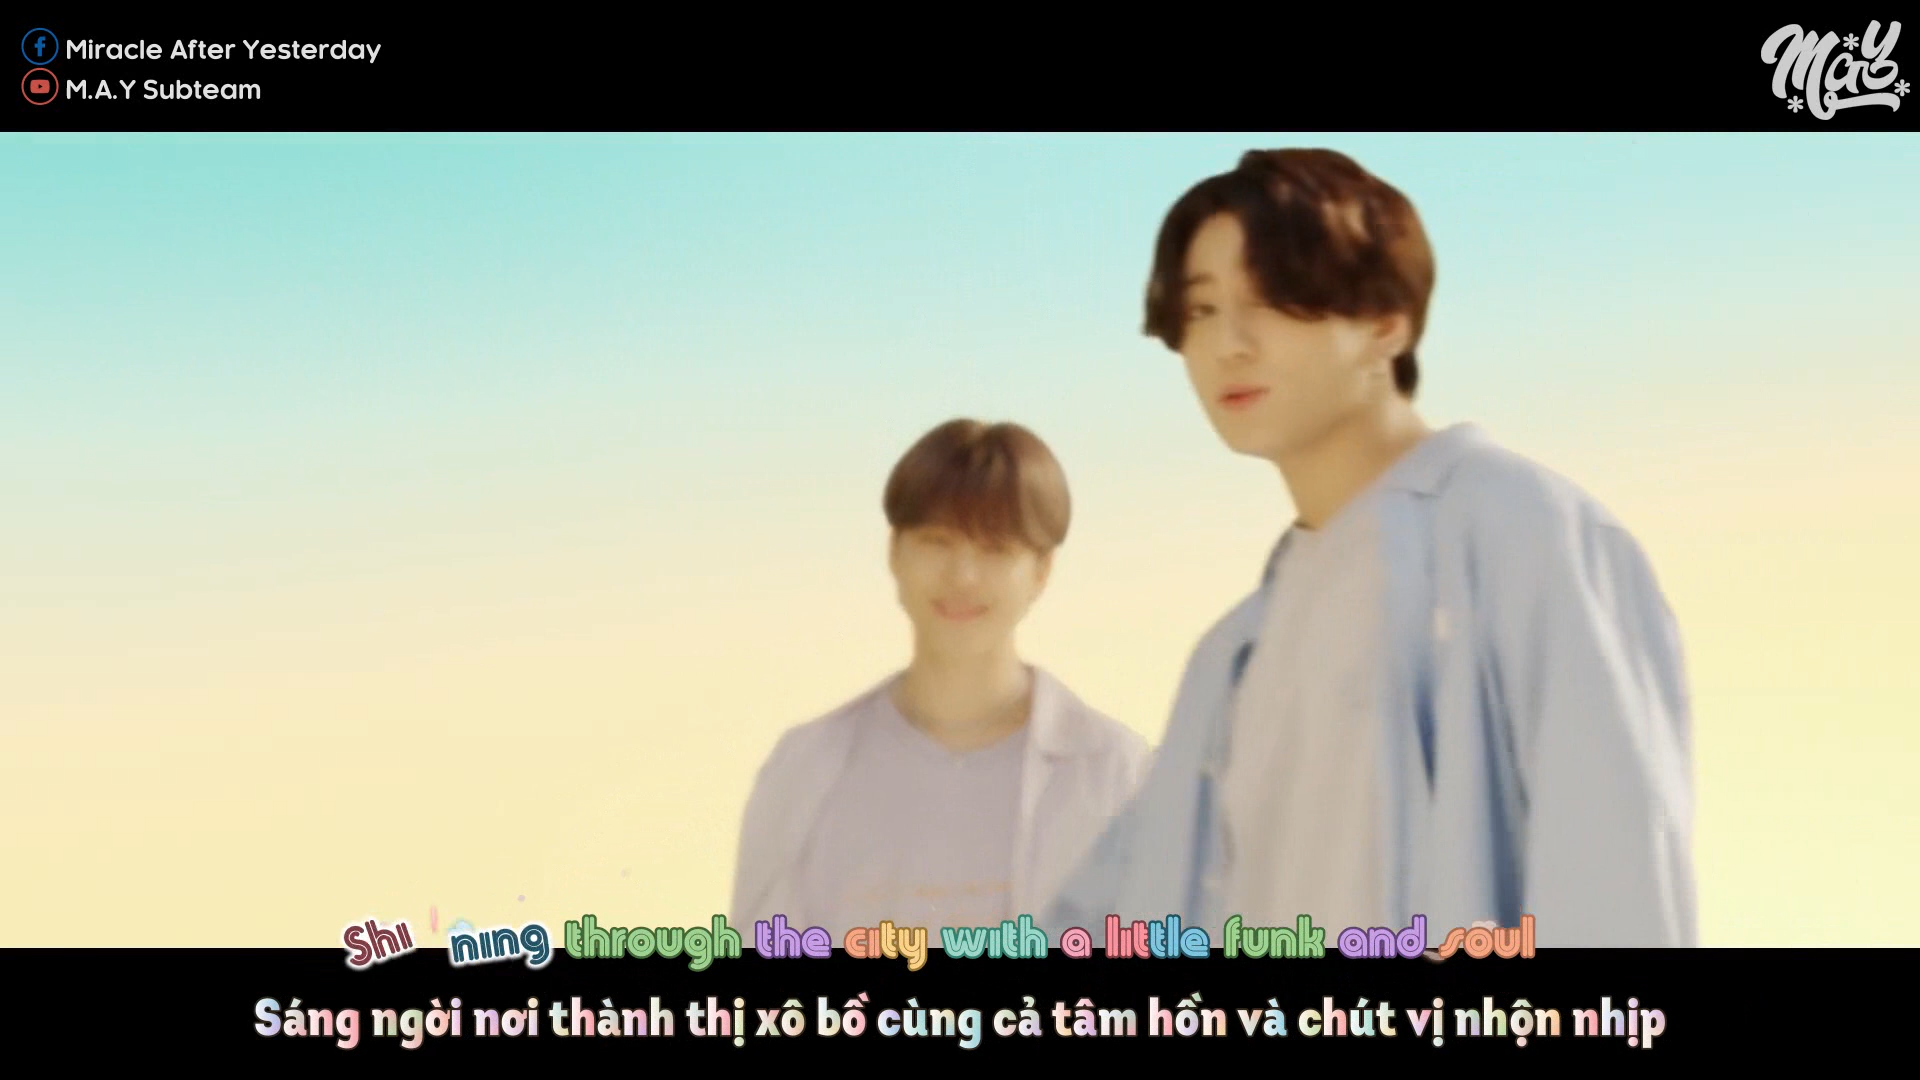 Miracle After Yesterday
M.A.Y Subteam
May
Shining through the city with a little funk and soul
Sáng ngời nơi thành thị xô bồ cùng cả tâm hồn và chút vị nhộn nhịp